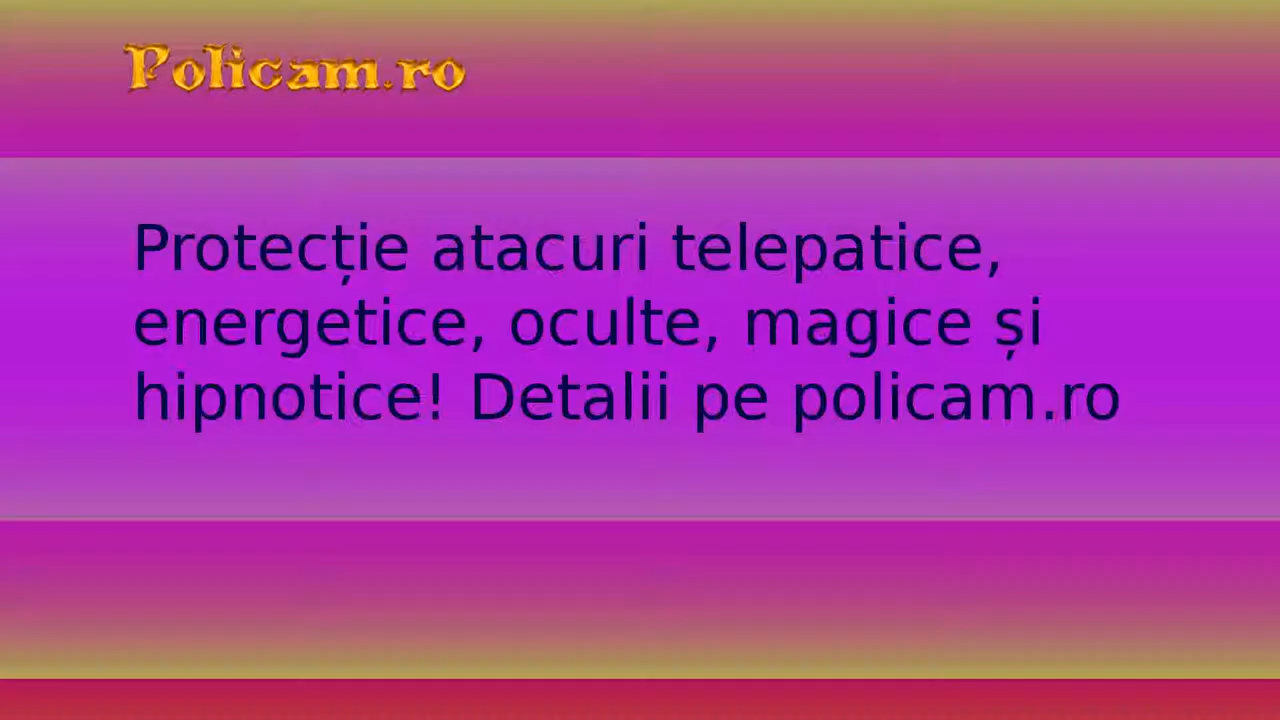 Policam.ro
Protecție atacuri telepatice,
energetice, oculte, magice și
hipnotice! Detalii pe policam.ro